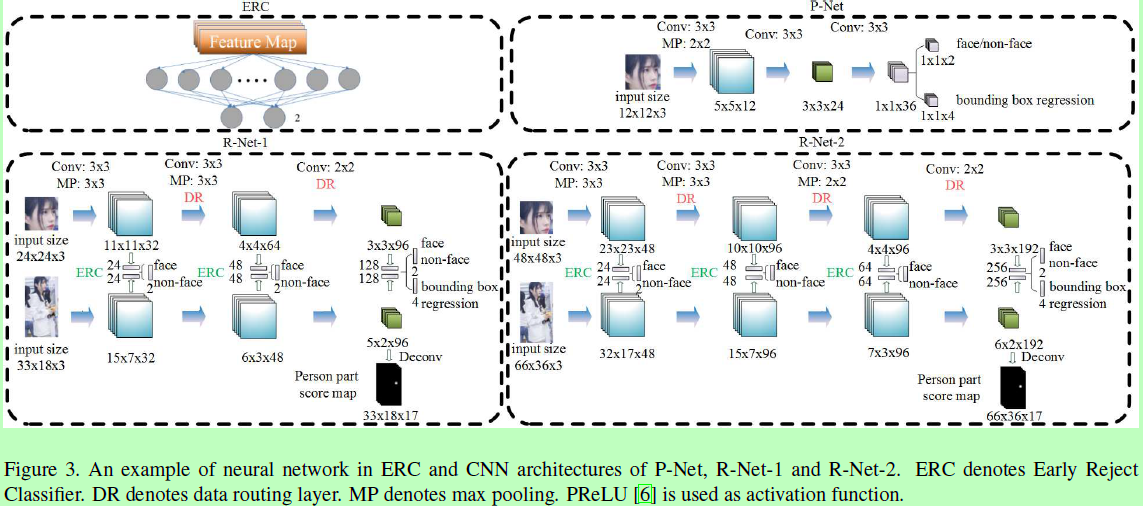 ERC
Feature Map
2
P-Net
Conv: 3x3
MP: 2x2
Conv: 3x3
Conv: 3x3
input size
12x12x3
5x5x12
3x3x24
1x1x36
face/non-face
1x1x2
bounding box regression
1x1x4
R-Net-1
Conv: 3x3
MP: 3x3
Conv: 3x3
MP: 3x3
DR
Conv: 2x2
DR
input size
24x24x3
11x11x32
4x4x64
3x3x96
ERC
24
24
face
non-face
2
ERC
48
48
face
non-face
2
128
128
face
non-face
2
bounding box
regression
4
input size
33x18x3
15x7x32
6x3x48
5x2x96
Deconv
Person part
score map
33x18x17
R-Net-2
Conv: 3x3
MP: 3x3
Conv: 3x3
MP: 3x3
DR
Conv: 3x3
MP: 2x2
DR
Conv: 2x2
DR
input size
48x48x3
23x23x48
10x10x96
4x4x96
3x3x192
ERC
24
24
face
non-face
2
ERC
48
48
face
non-face
2
ERC
64
64
face
non-face
2
256
256
face
non-face
2
bounding box
regression
4
input size
66x36x3
32x17x48
15x7x96
7x3x96
6x2x192
Deconv
Person part
score map
66x36x17
Figure 3. An example of neural network in ERC and CNN architectures of P-Net, R-Net-1 and R-Net-2. ERC denotes Early Reject
Classifier. DR denotes data routing layer. MP denotes max pooling. PReLU [6] is used as activation function.